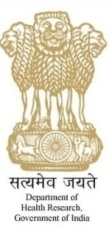 सत्यमेव जयते
Department of
Health Research,
Government of India